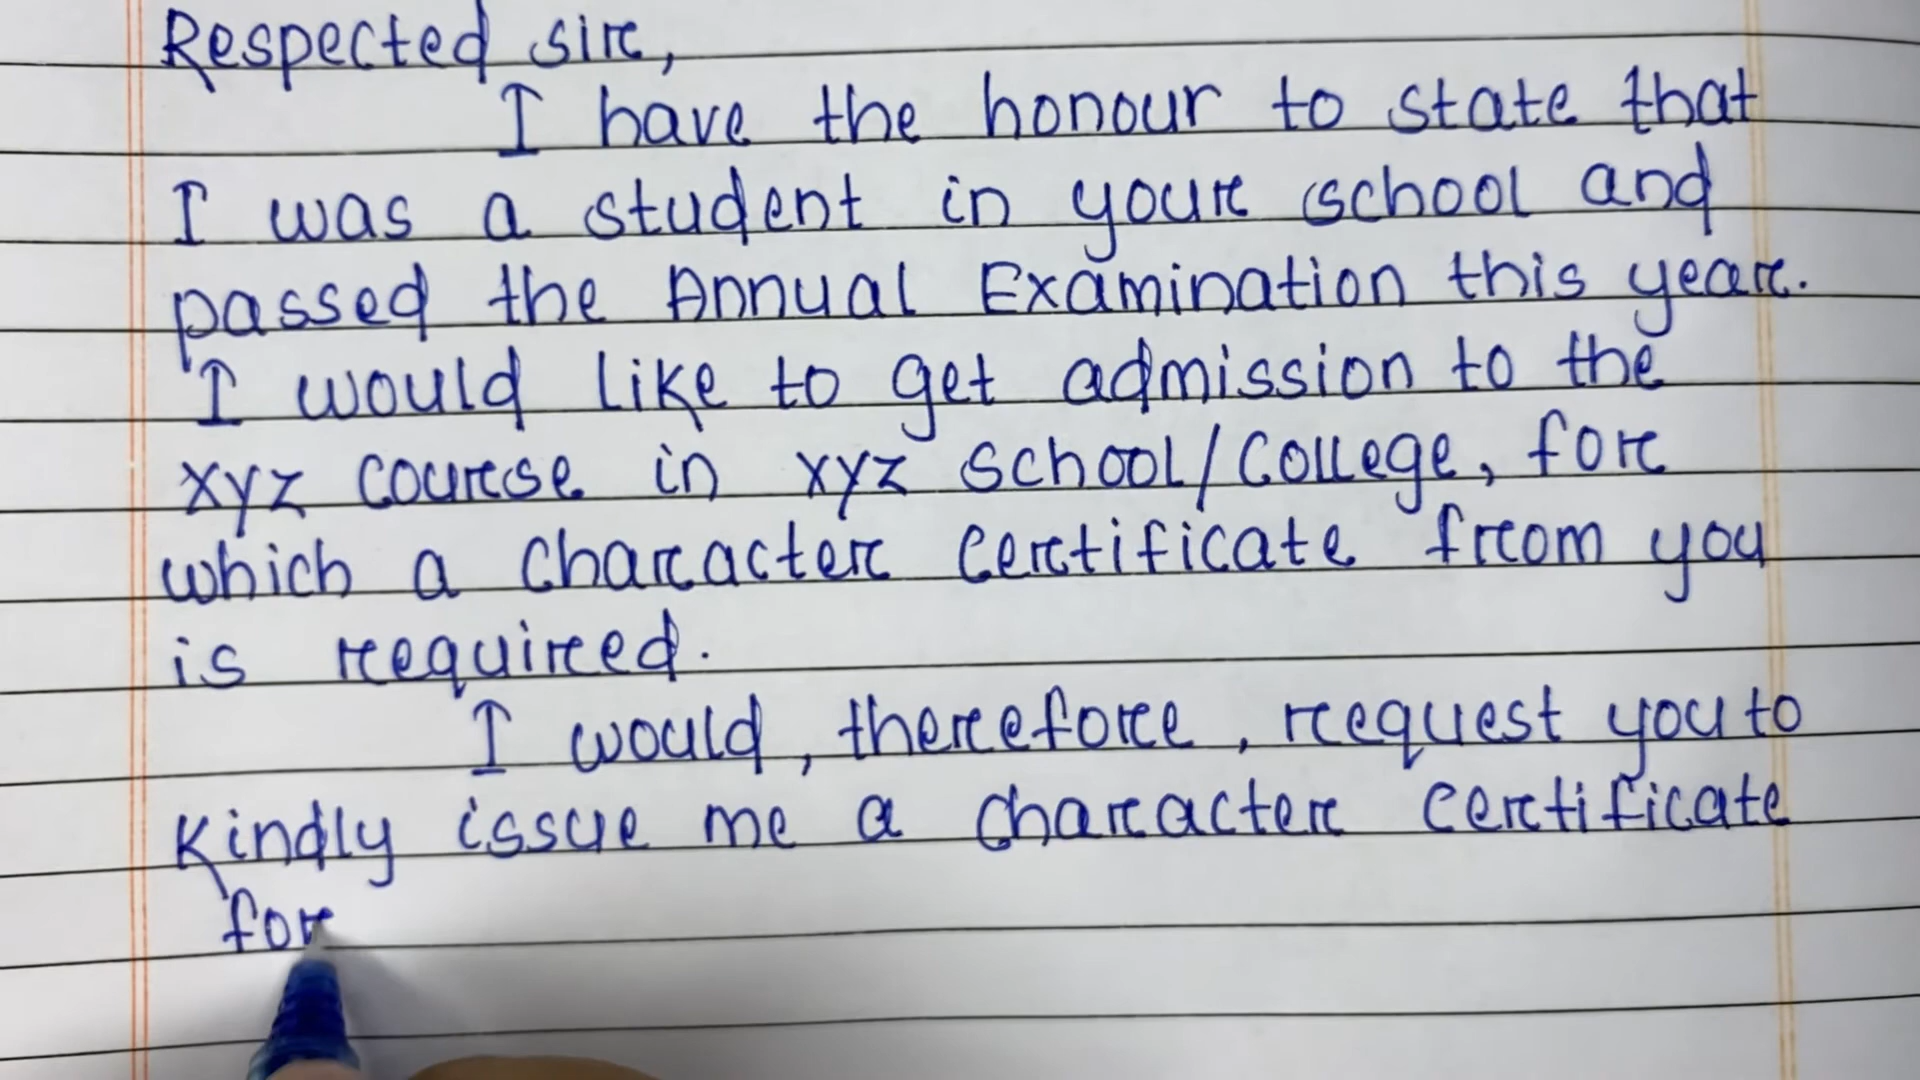 Respected sir,
I have the honour to state that
I was a student in your school and
passed the Annual Examination this year.
I would like to get admission to the
xyz course in xyz school/College, for
which a character certificate from you
is required.
I would, therefore, request you to
Kindly issue me a character certificate
for